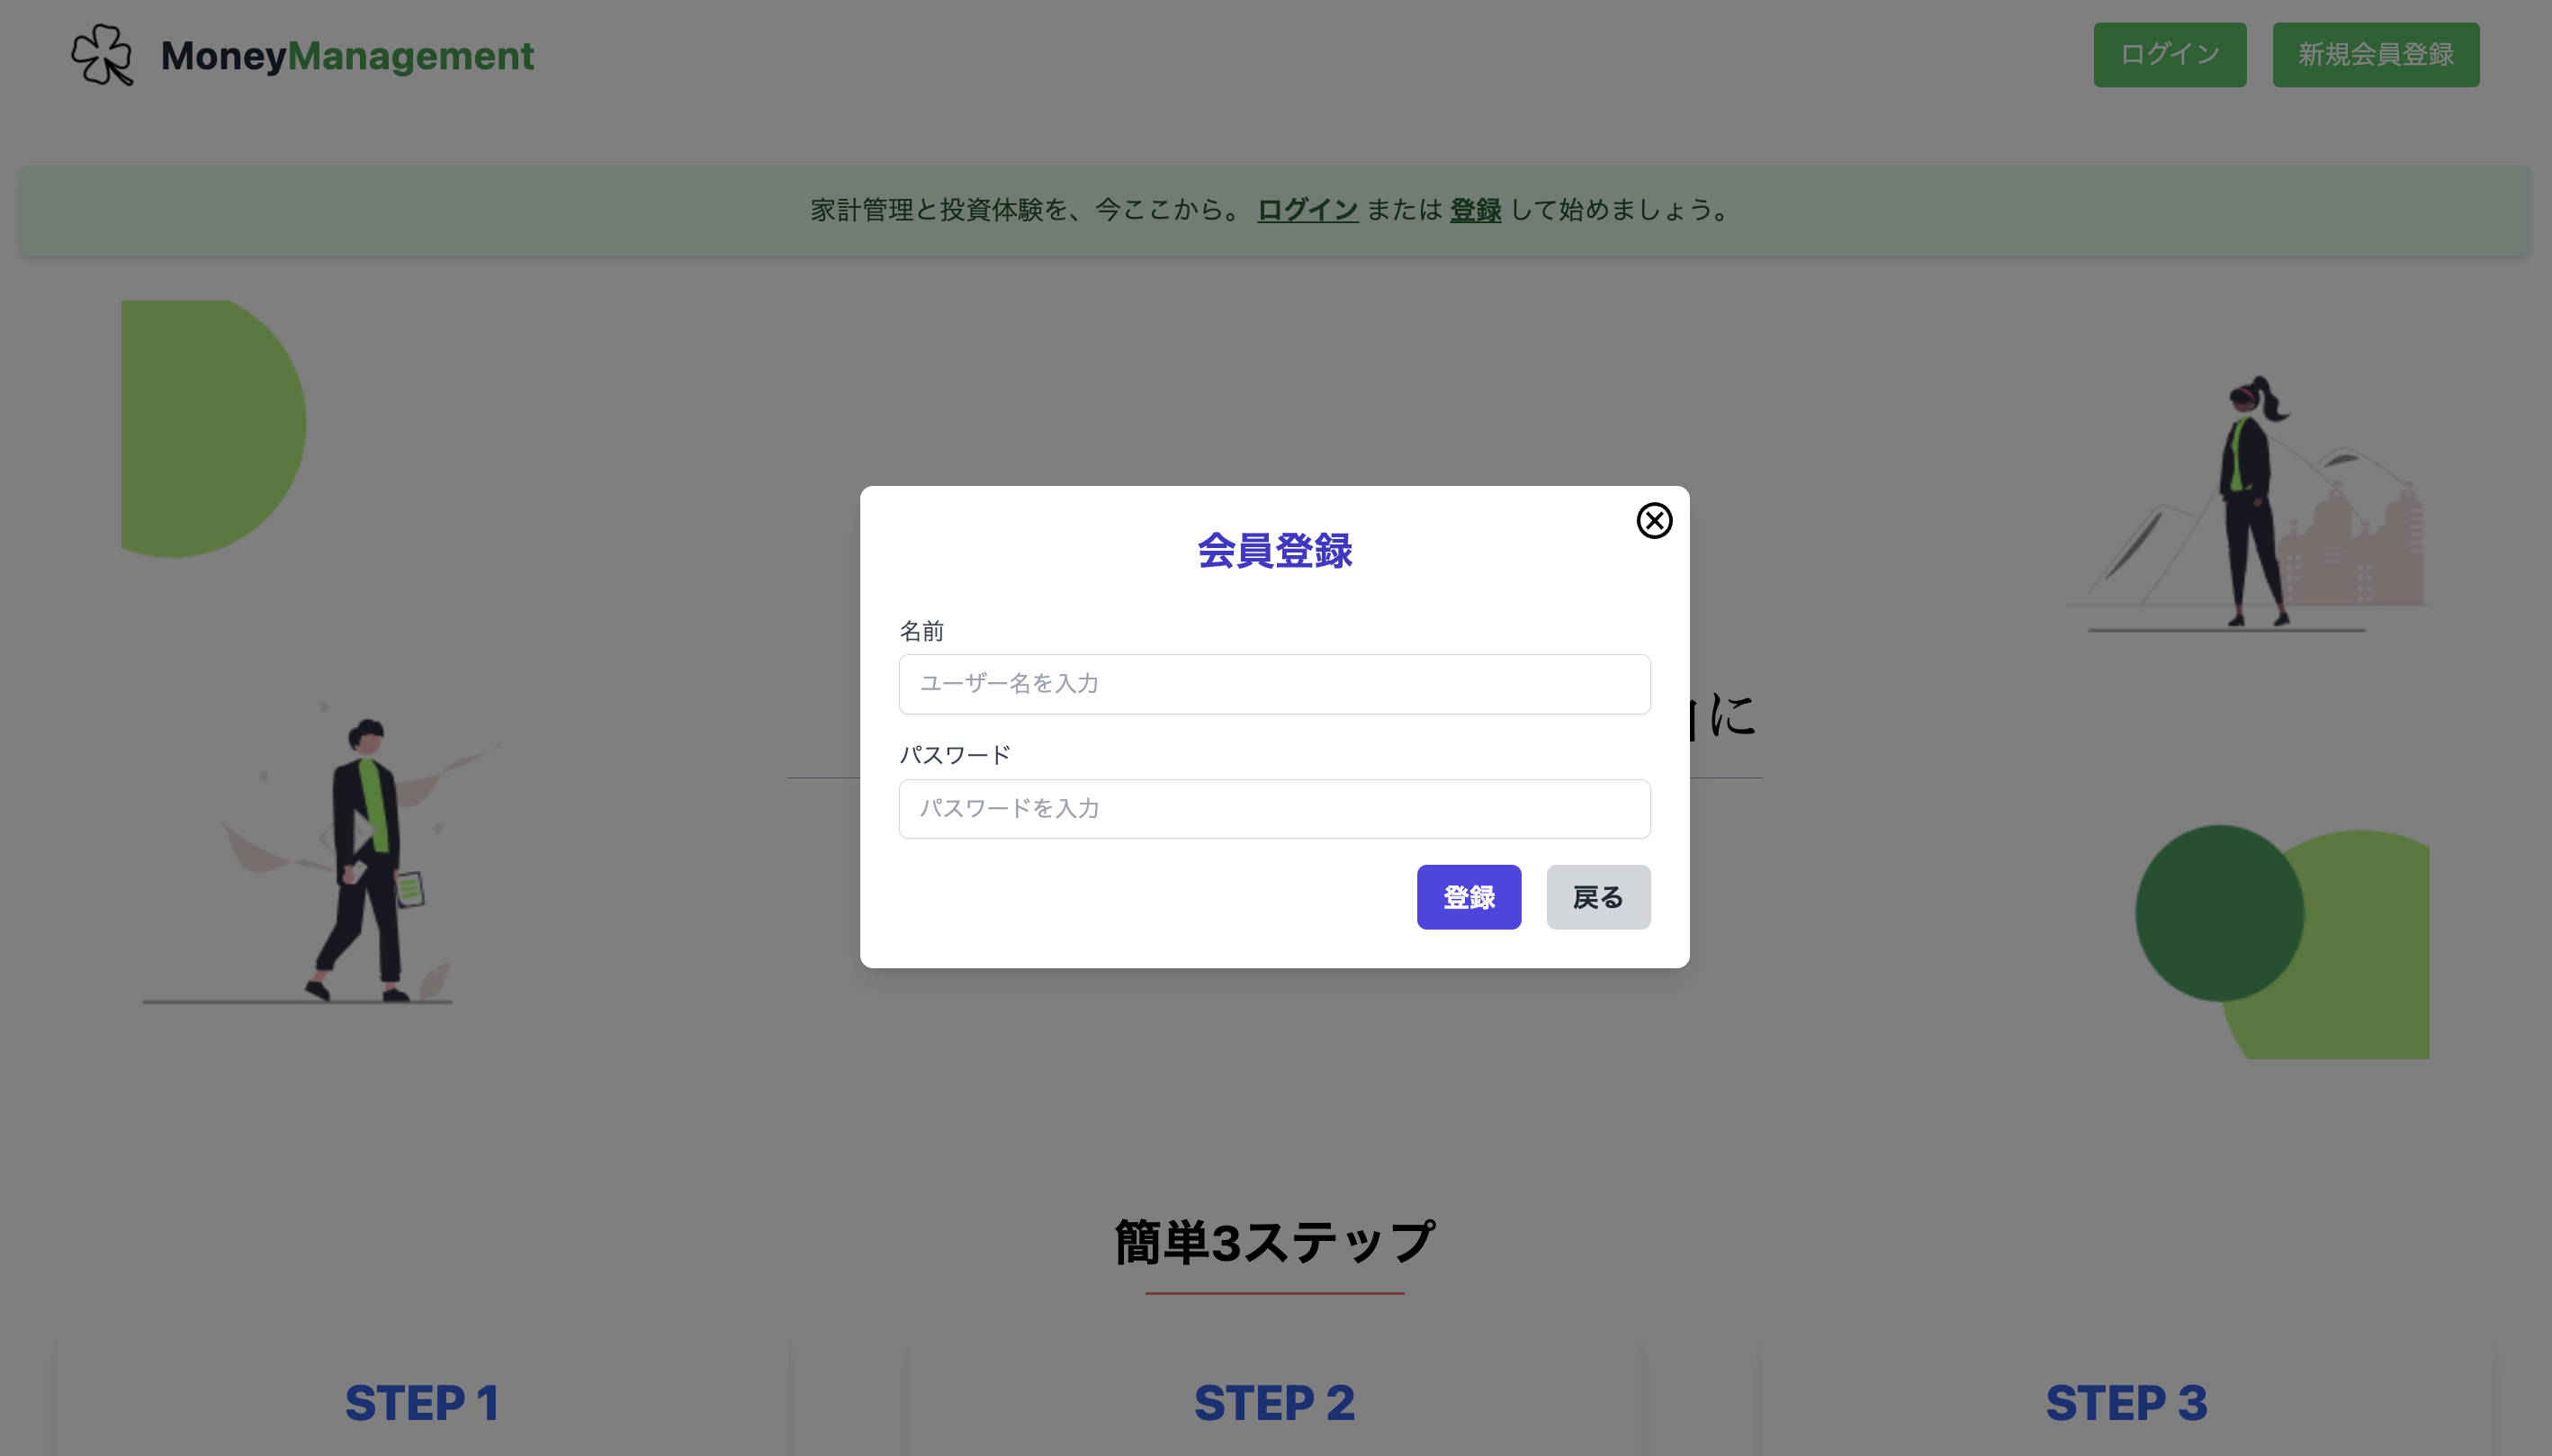 MoneyManagement
ログイン
新規会員登録
家計管理と投資体験を、今ここから。 ログイン または 登録 して始めましょう。
会員登録
名前
ユーザー名を入力
に
パスワード
パスワードを入力
登録
戻る
簡単3ステップ
STEP 1
STEP 2
STEP 3